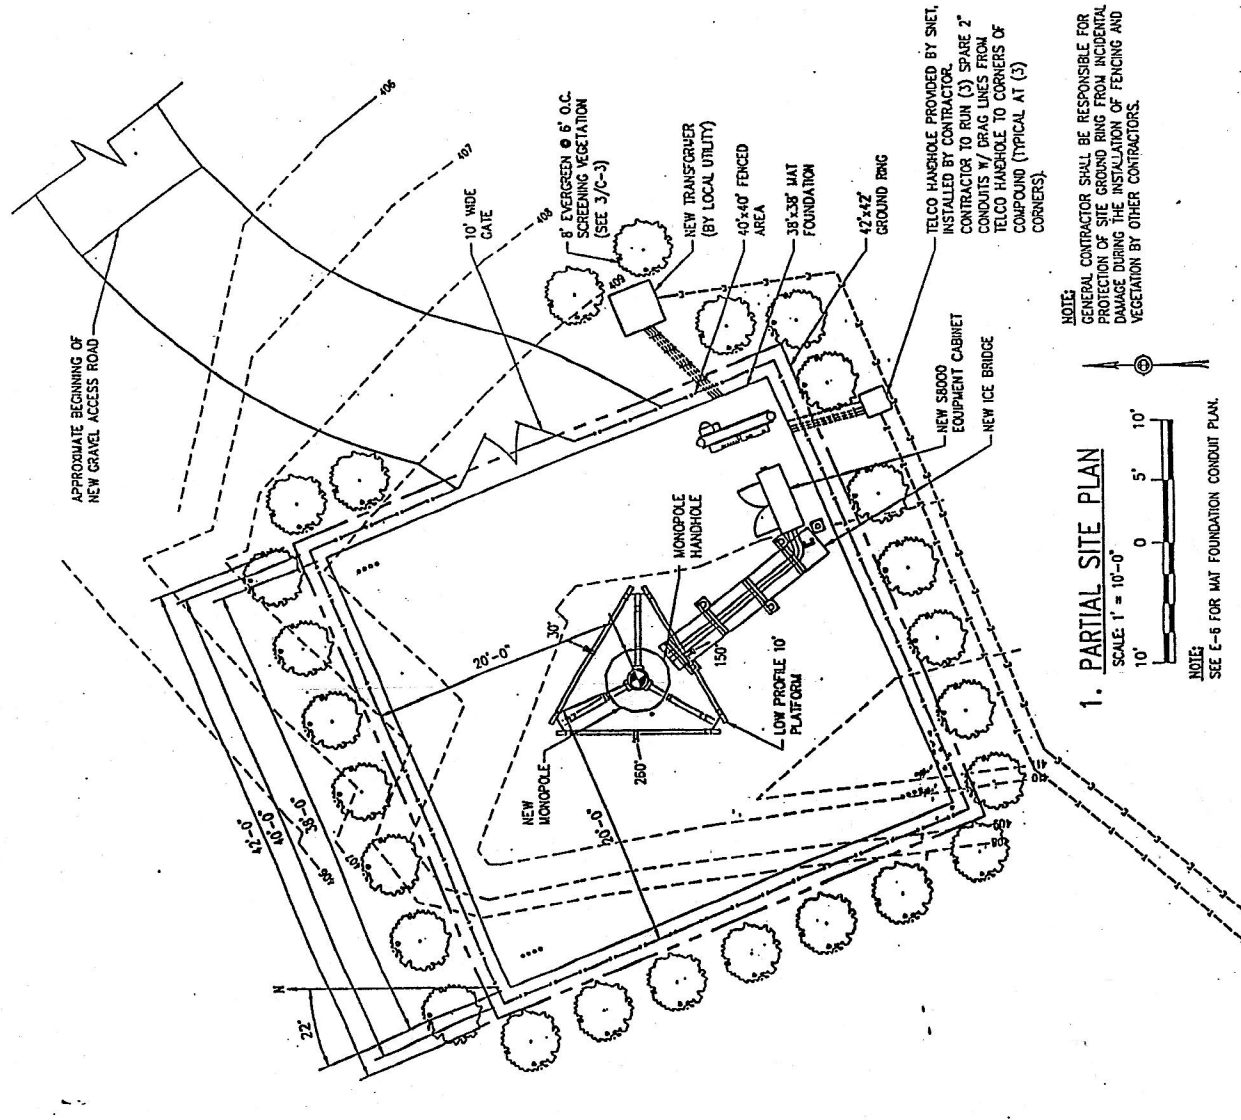 APPROXIMATE BEGINNING OF
NEW GRAVEL ACCESS ROAD
406
407
408
409
10' WIDE
GATE
8' EVERGREEN @ 6' O.C.
SCREENING VEGETATION
(SEE 3/C-3)
NEW TRANSFORMER
(BY LOCAL UTILITY)
40'x40' FENCED
AREA
38'x38' MAT
FOUNDATION
42'x42'
GROUND RING
TELCO HANDHOLE PROVIDED BY SNET,
INSTALLED BY CONTRACTOR.
CONTRACTOR TO RUN (3) SPARE 2"
CONDUITS W/ DRAG LINES FROM
TELCO HANDHOLE TO CORNERS OF
COMPOUND (TYPICAL AT (3)
CORNERS).
NOTE:
GENERAL CONTRACTOR SHALL BE RESPONSIBLE FOR
PROTECTION OF SITE GROUND RING FROM INCIDENTAL
DAMAGE DURING THE INSTALLATION OF FENCING AND
VEGETATION BY OTHER CONTRACTORS.
NEW S8000
EQUIPMENT CABINET
NEW ICE BRIDGE
MONOPOLE
HANDHOLE
20'-0"
30°
150°
260°
LOW PROFILE 10'
PLATFORM
NEW
MONOPOLE
20'-0"
42'-0"
40'-0"
38'-0"
406
407
N
22°
411
410
409
408
1. PARTIAL SITE PLAN
SCALE: 1" = 10'-0"
10' 0 5' 10'
NOTE:
SEE E-6 FOR MAT FOUNDATION CONDUIT PLAN.